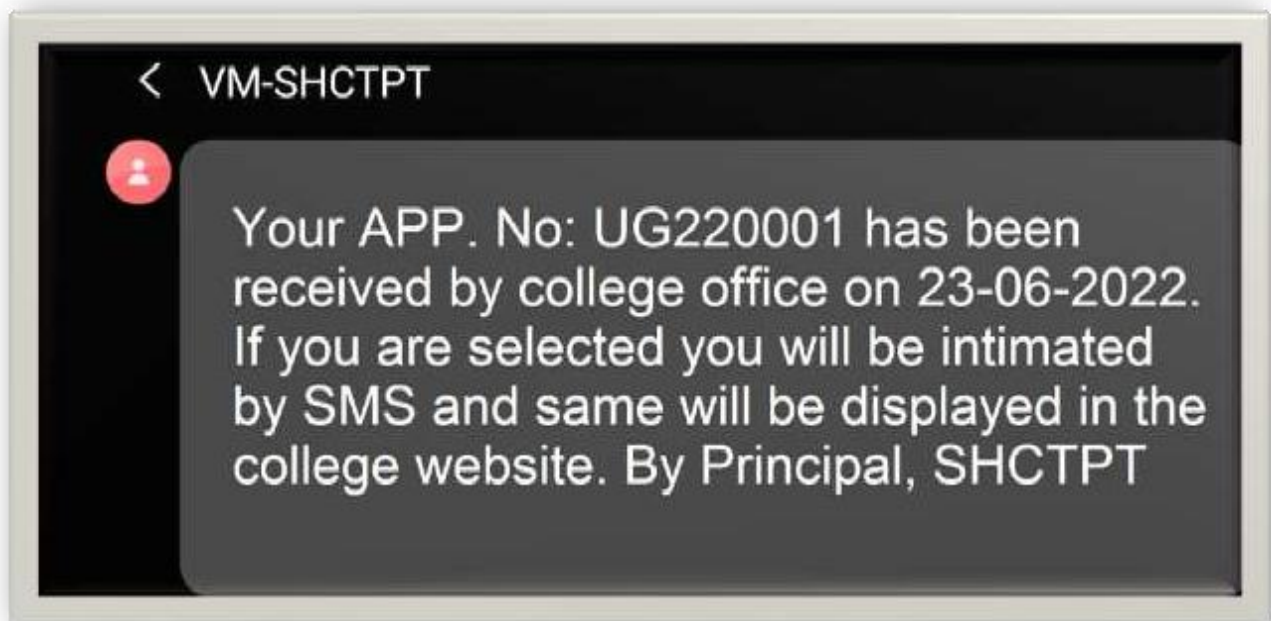 VM-SHCTPT
Your APP. No: UG220001 has been
received by college office on 23-06-2022.
If you are selected you will be intimated
by SMS and same will be displayed in the
college website. By Principal, SHCTPT